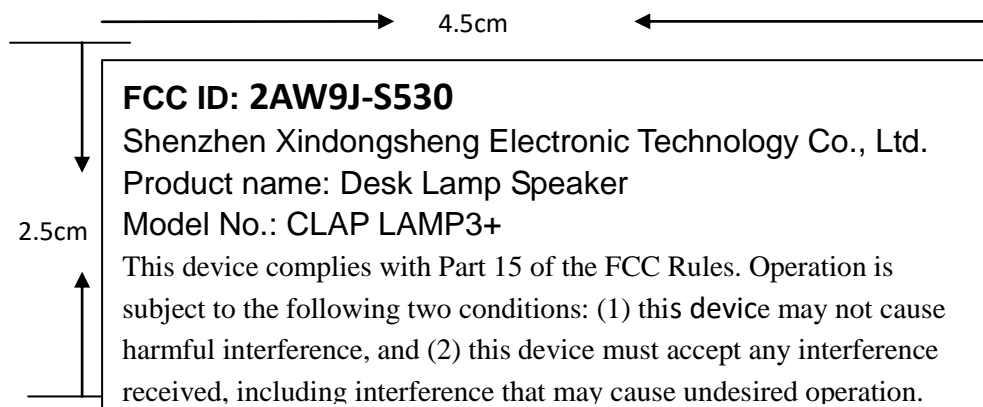 4.5cm
FCC ID: 2AW9J-S530
Shenzhen Xindongsheng Electronic Technology Co., Ltd.
Product name: Desk Lamp Speaker
Model No.: CLAP LAMP3+
2.5cm
This device complies with Part 15 of the FCC Rules. Operation is
subject to the following two conditions: (1) this device may not cause
harmful interference, and (2) this device must accept any interference
received, including interference that may cause undesired operation.